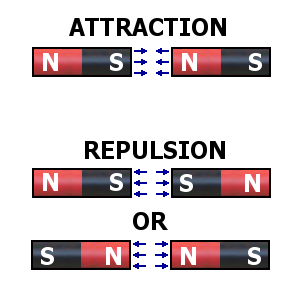 ATTRACTION
N S N S
REPULSION
N S S N
OR
S N N S